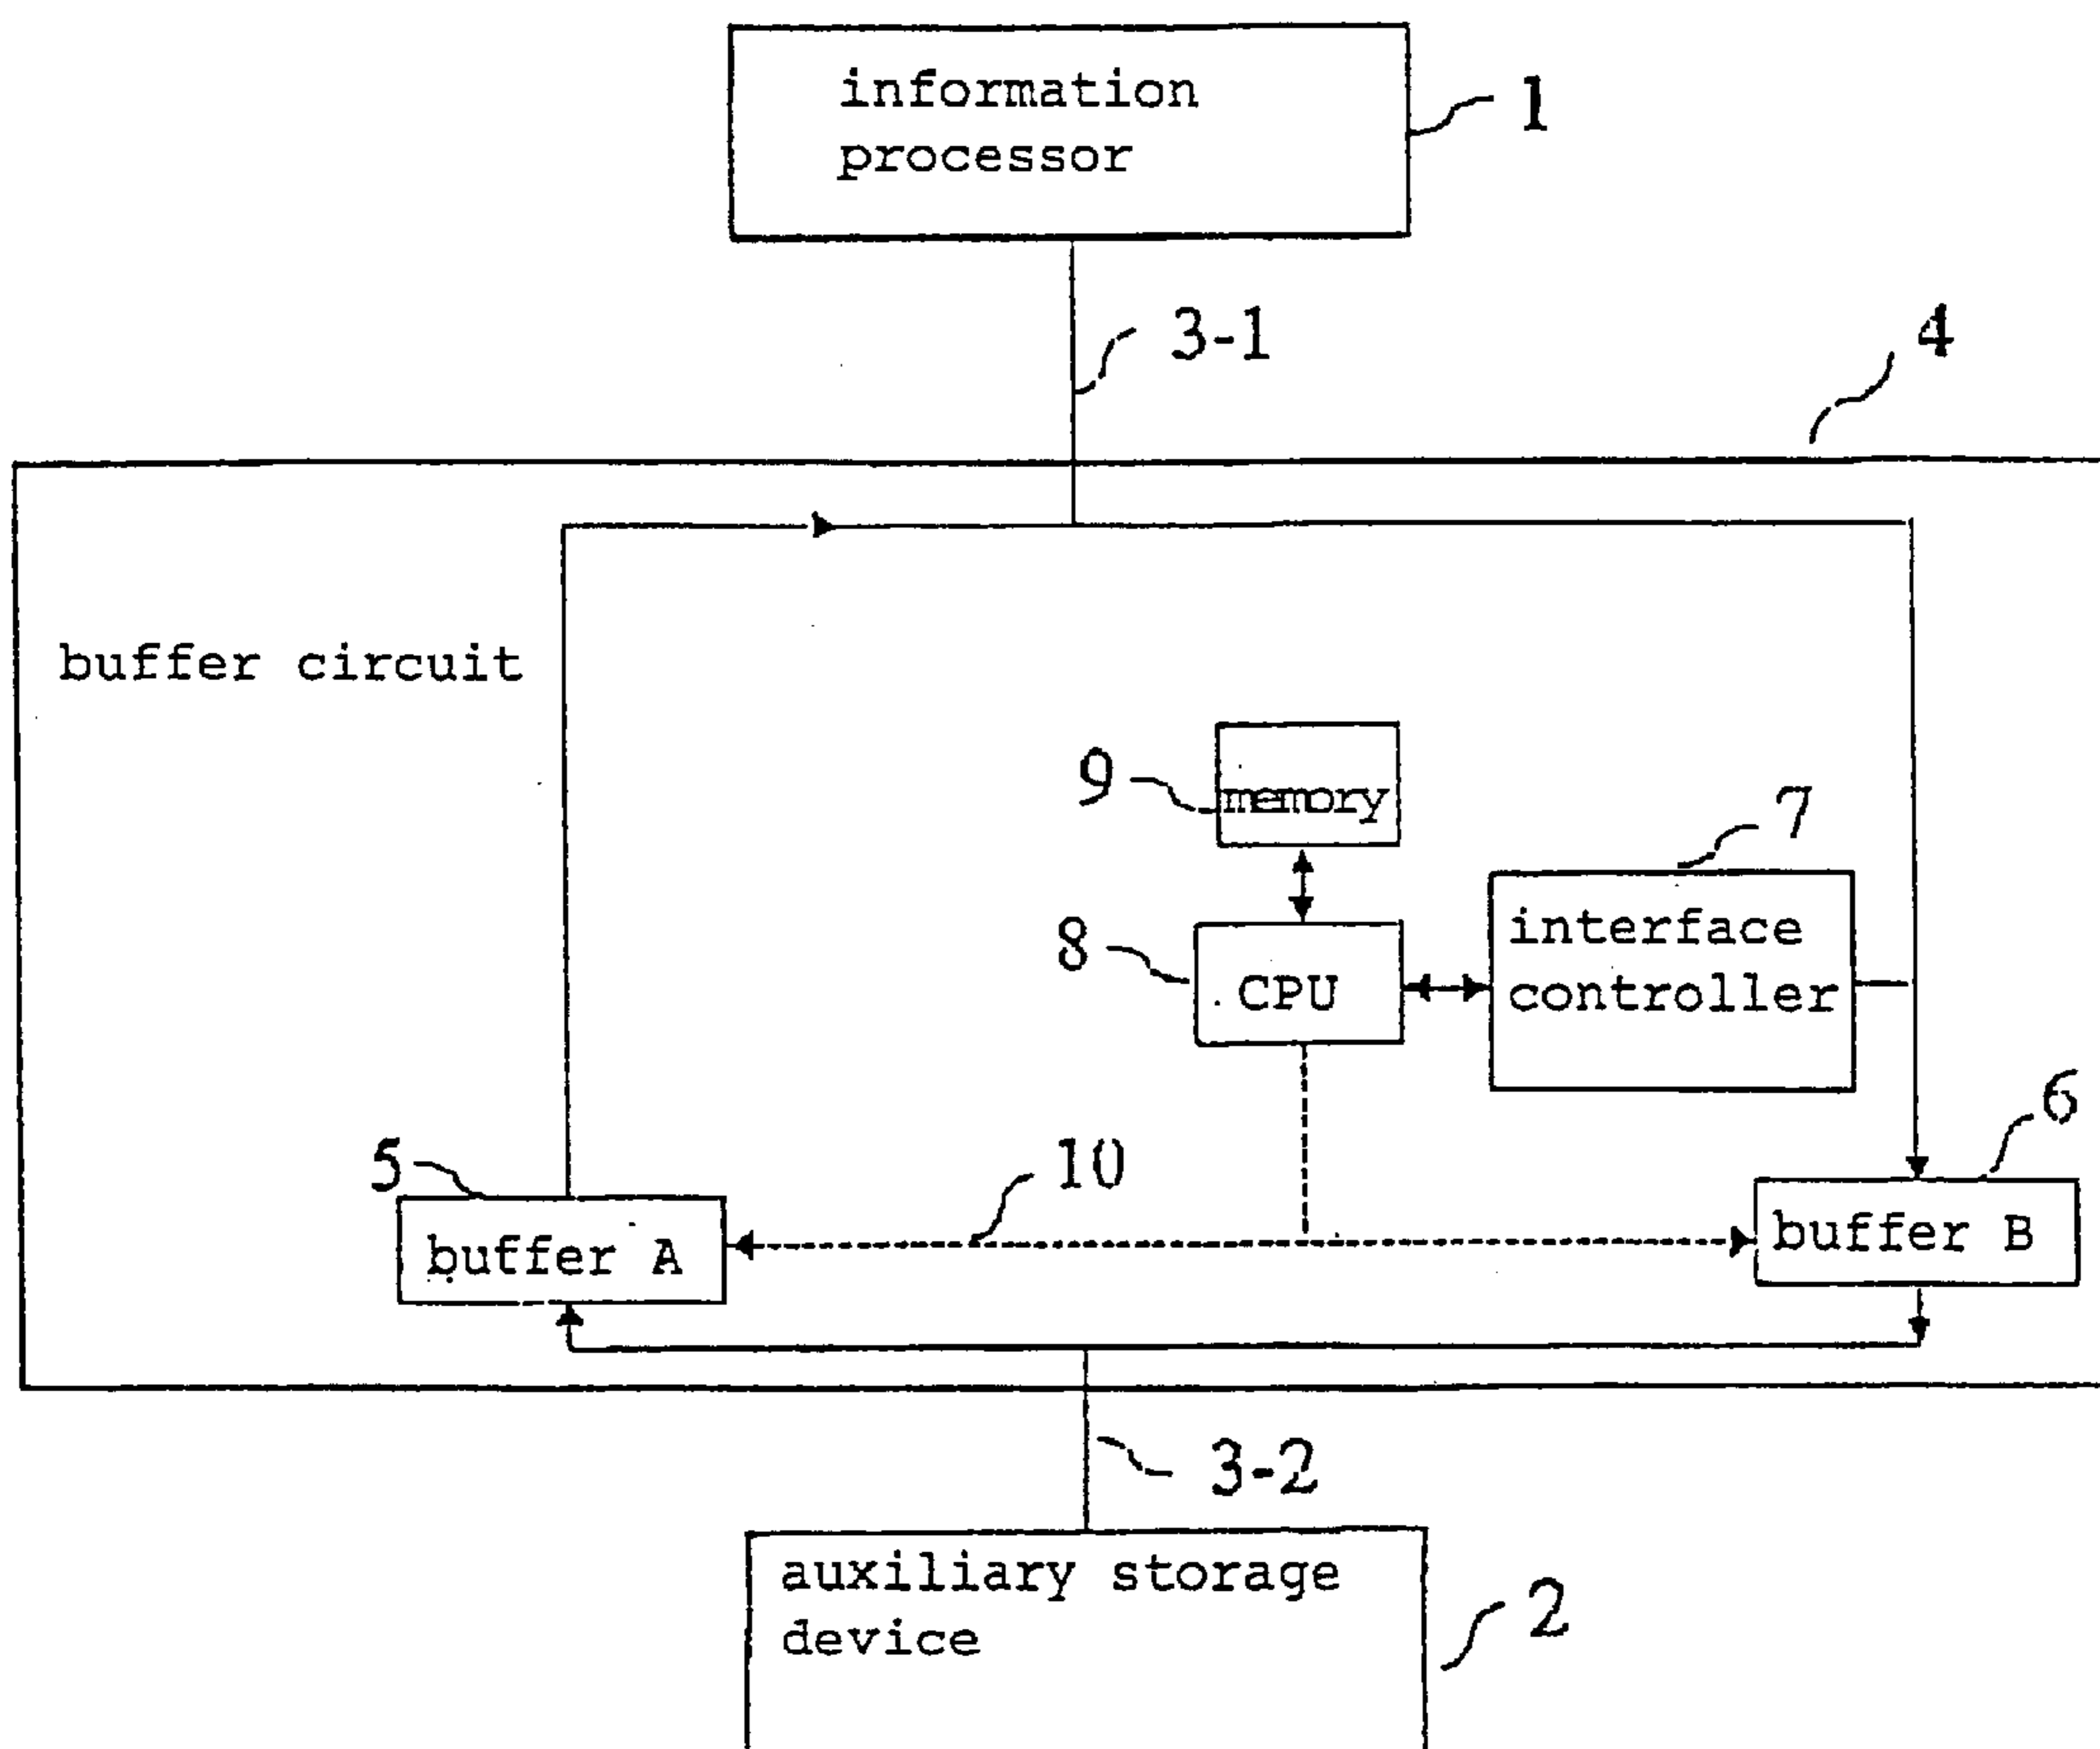 information
processor
1
3-1
4
buffer circuit
9
memory
7
8
CPU
interface
controller
6
5
10
buffer A
buffer B
3-2
auxiliary storage
device
2